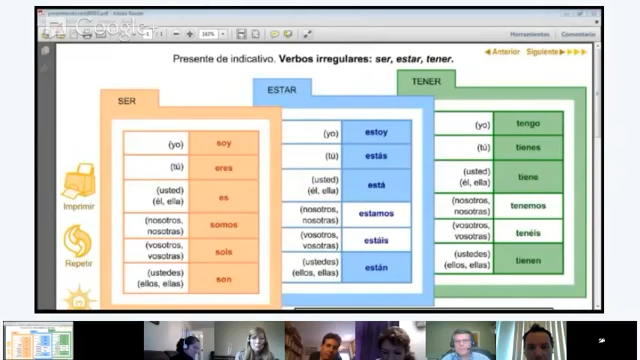 Google+
160%
Herramientas
Comentario
Anterior
Siguiente
Presente de indicativo. Verbos irregulares: ser, estar, tener.
SER
(yo) soy
(tú) eres
(usted) (él, ella) es
(nosotros, nosotras) somos
(vosotros, vosotras) sois
(ustedes) (ellos, ellas) son
ESTAR
(yo) estoy
(tú) estás
(usted) (él, ella) está
(nosotros, nosotras) estamos
(vosotros, vosotras) estáis
(ustedes) (ellos, ellas) están
TENER
(yo) tengo
(tú) tienes
(usted) (él, ella) tiene
(nosotros, nosotras) tenemos
(vosotros, vosotras) tenéis
(ustedes) (ellos, ellas) tienen
Imprimir
Repetir